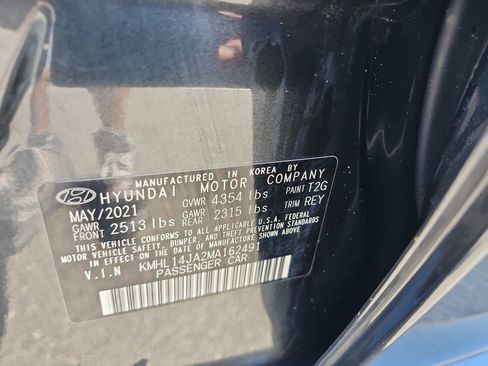 MANUFACTURED IN KOREA BY
HYUNDAI MOTOR COMPANY
MAY/2021 GVWR 4354 lbs PAINT T2G
GAWR FRONT 2513 lbs GAWR REAR 2315 lbs TRIM REY
THIS VEHICLE CONFORMS TO ALL APPLICABLE U.S.A. FEDERAL
MOTOR VEHICLE SAFETY, BUMPER, AND THEFT PREVENTION
STANDARDS IN EFFECT ON THE DATE OF MANUFACTURE SHOWN ABOVE.
V.I.N KMHL14JA2MA162491
PASSENGER CAR